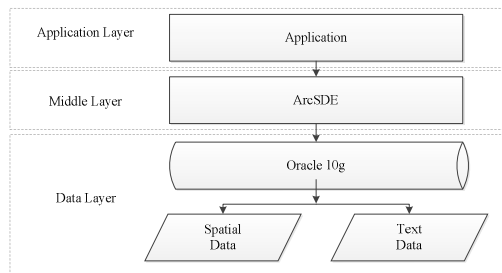 Application Layer
Application
Middle Layer
ArcSDE
Data Layer
Oracle 10g
Spatial
Data
Text
Data